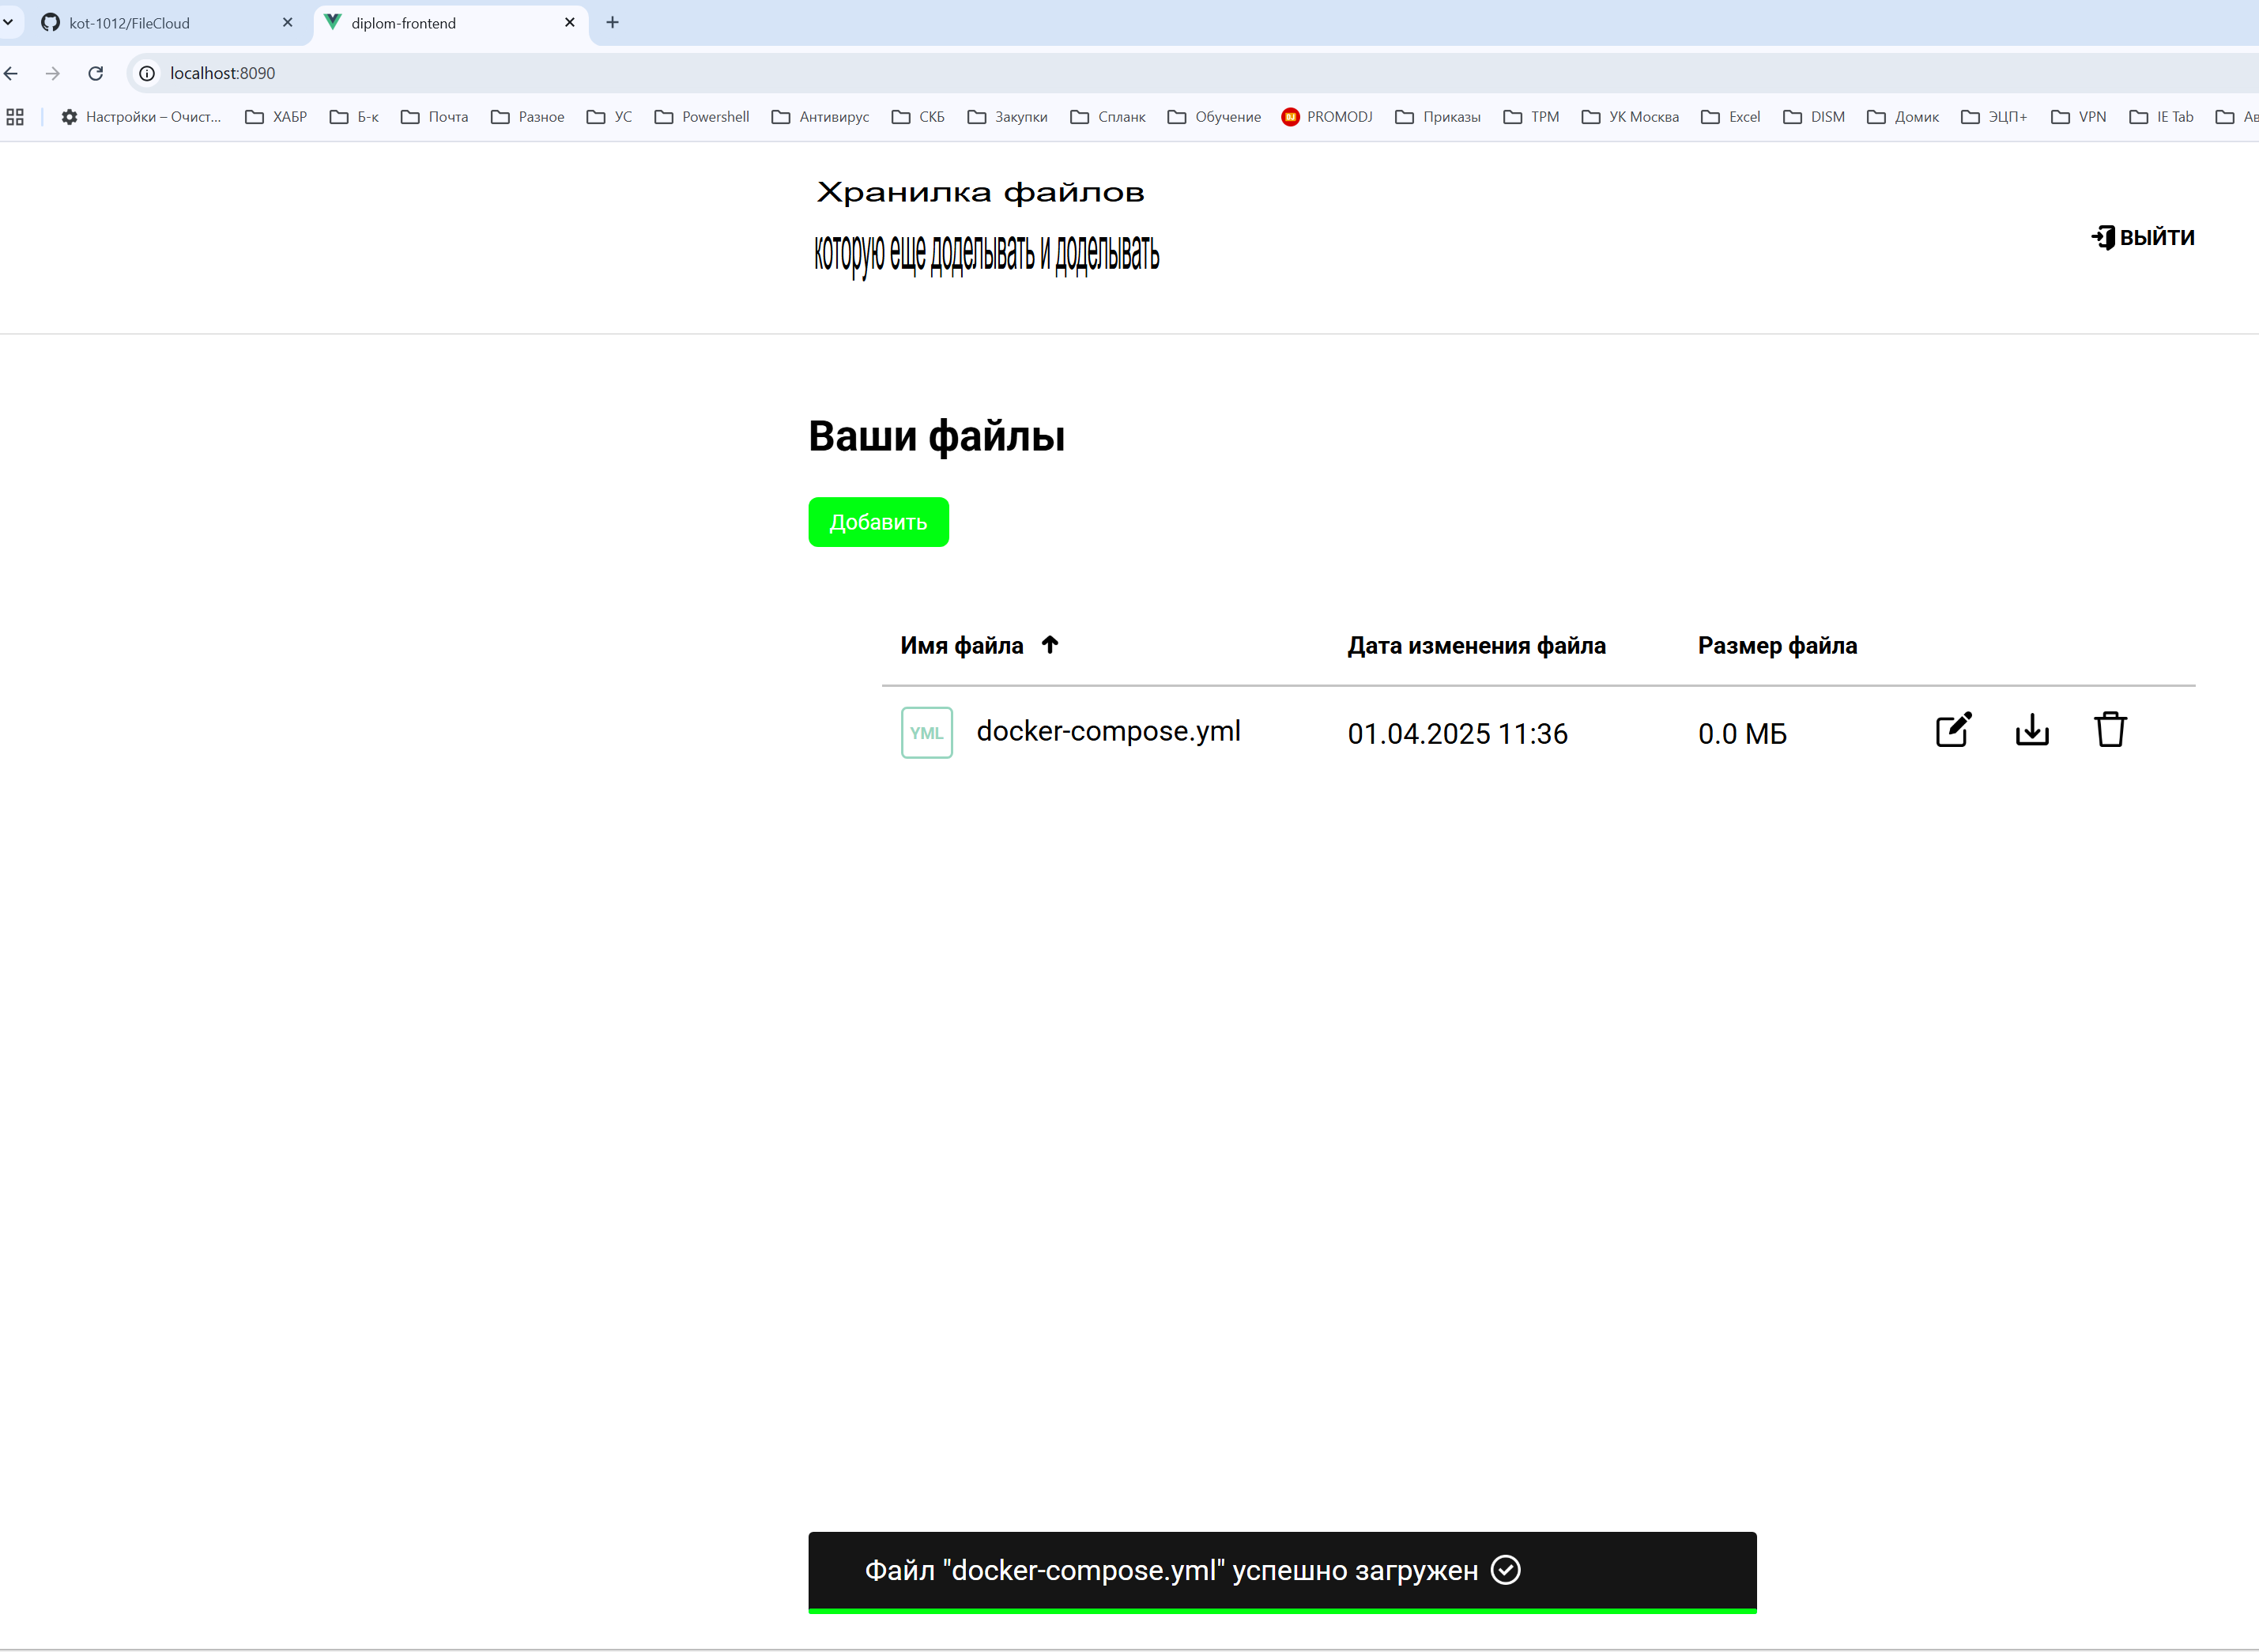 kot-1012/FileCloud
diplom-frontend
localhost:8090
Настройки – Очист... ХАБР Б-к Почта Разное УС Powershell Антивирус СКБ Закупки Спланк Обучение PROMODJ Приказы ТРМ УК Москва Excel DISM Домик ЭЦП+ VPN IE Tab Ав
Хранилка файлов
которую еще доделывать и доделывать
ВЫЙТИ
Ваши файлы
Добавить
Имя файла Дата изменения файла Размер файла
YML docker-compose.yml 01.04.2025 11:36 0.0 МБ
Файл "docker-compose.yml" успешно загружен